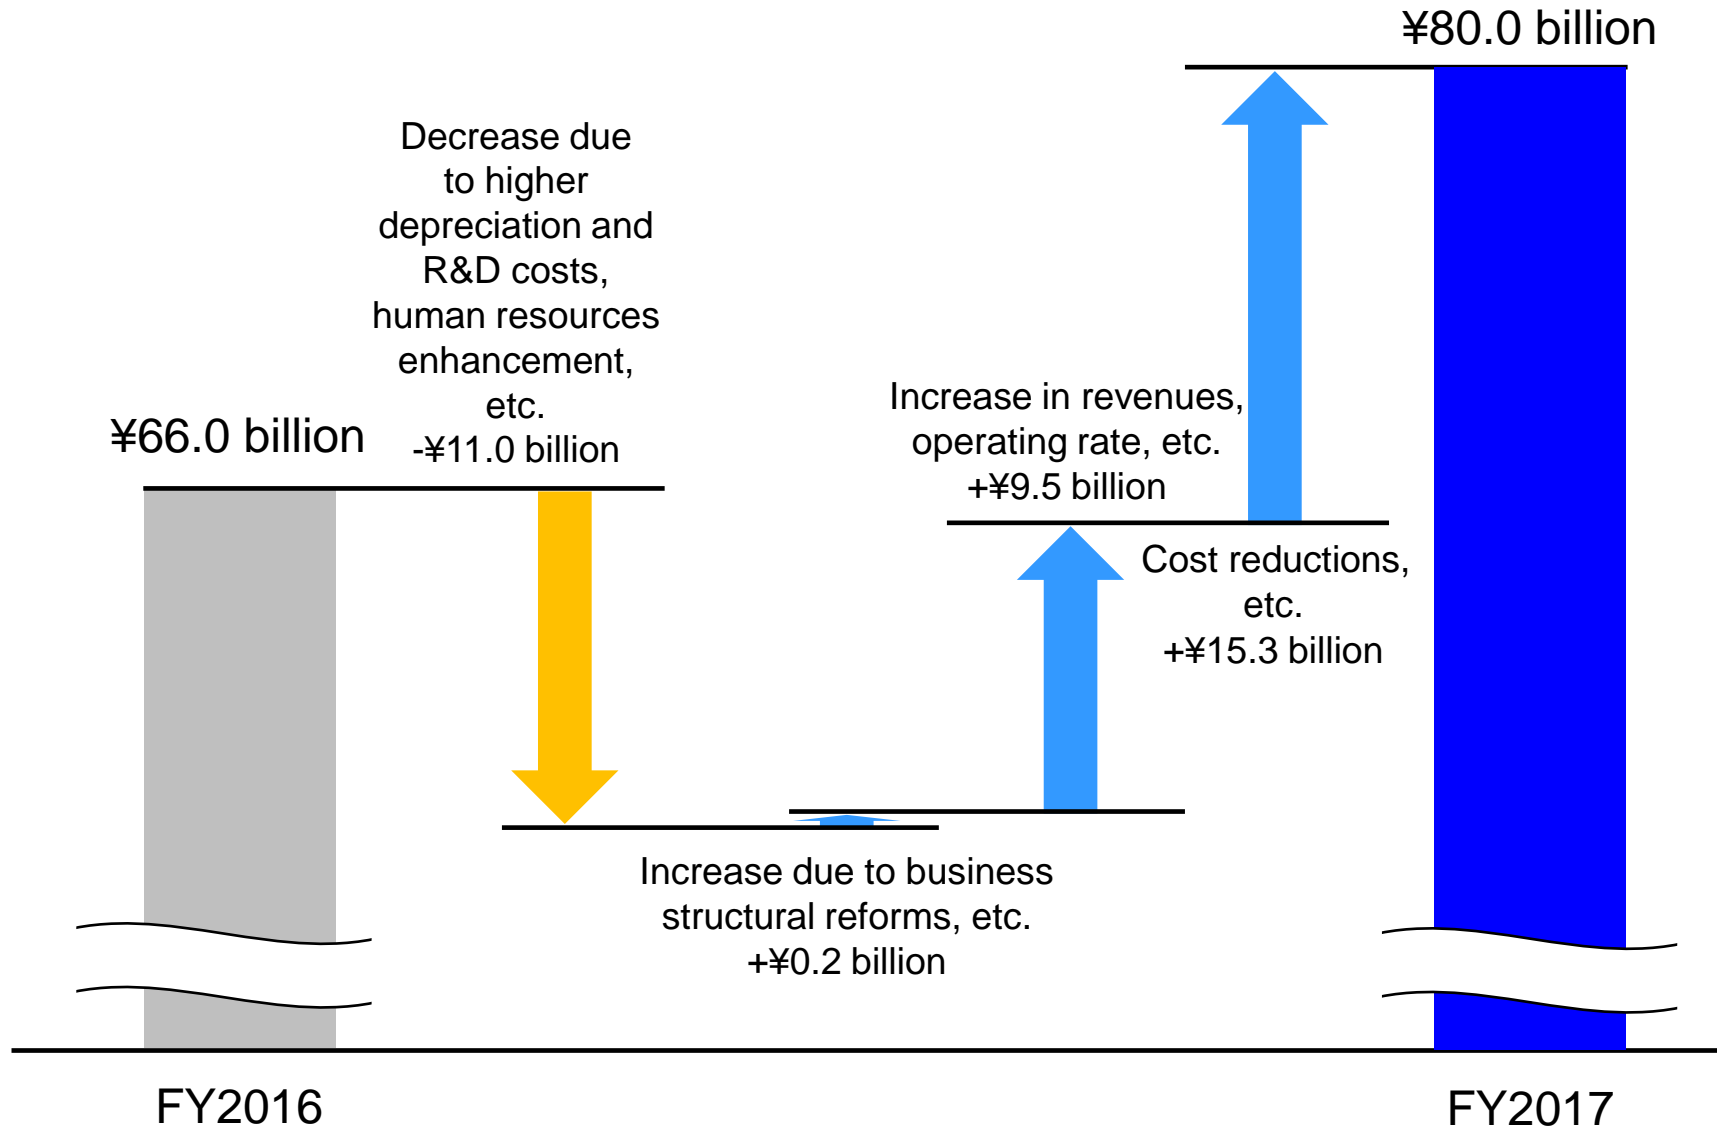 ¥80.0 billion
Decrease due
to higher
depreciation and
R&D costs,
human resources
enhancement,
etc.
-¥11.0 billion
¥66.0 billion
Increase in revenues,
operating rate, etc.
+¥9.5 billion
Cost reductions,
etc.
+¥15.3 billion
Increase due to business
structural reforms, etc.
+¥0.2 billion
FY2016
FY2017